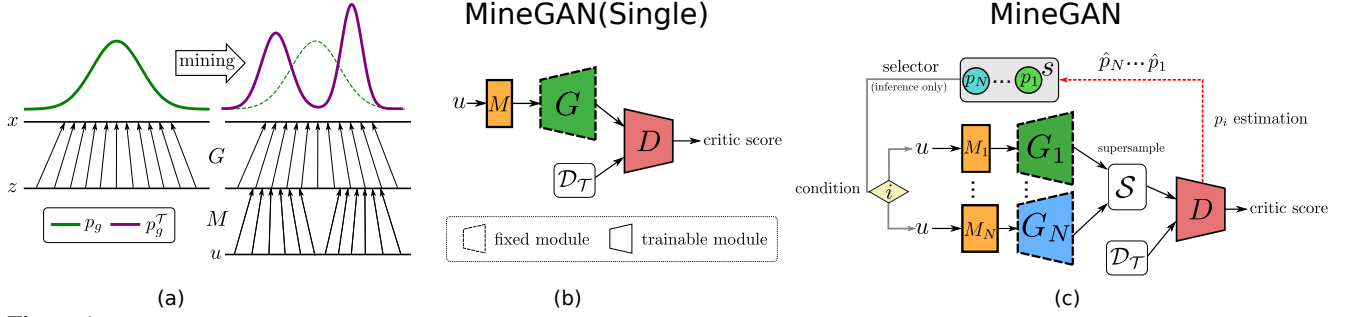 MineGAN(Single)
MineGAN
mining
x
z
G
M
u
p_g p_g^𝒯
(a)
u M G D critic score
𝒟_𝒯
fixed module trainable module
(b)
selector
(inference only)
p_N ··· p_1 s
p̂_N ··· p̂_1
p_i estimation
supersample
condition i
u M_1 G_1
⋮ ⋮
u M_N G_N
𝒮
D critic score
𝒟_𝒯
(c)